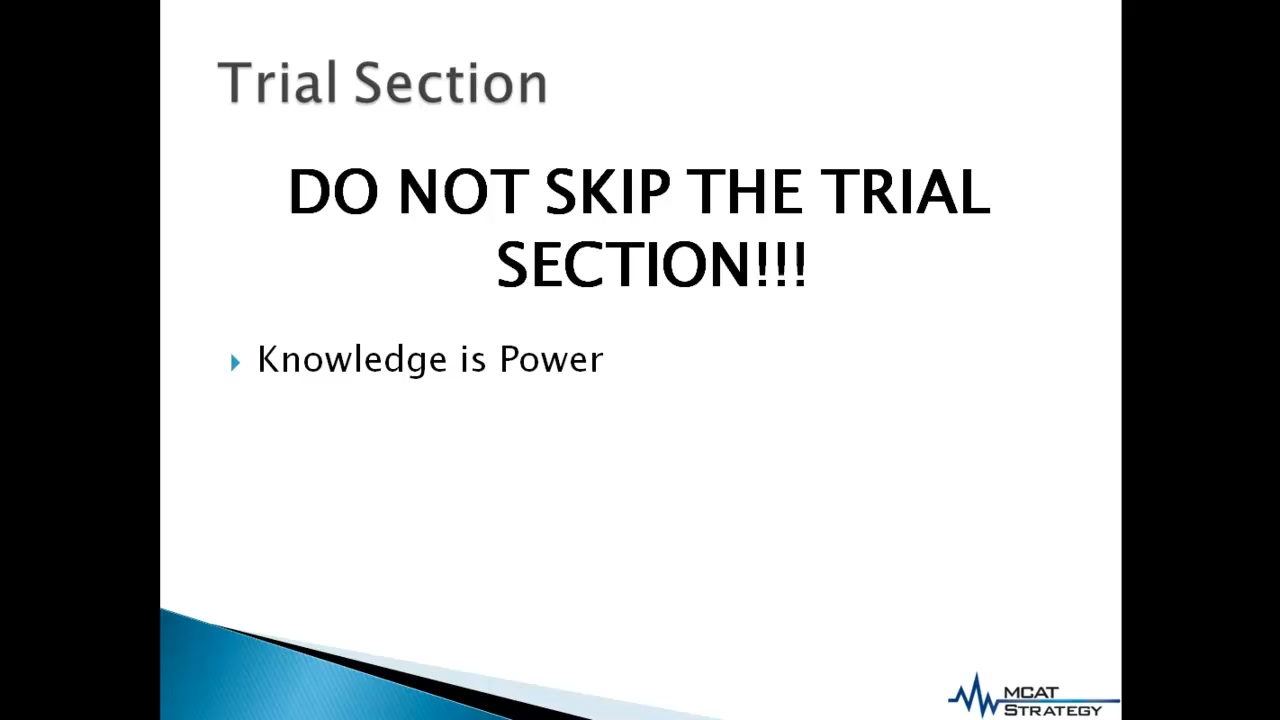 Trial Section
DO NOT SKIP THE TRIAL
SECTION!!!
Knowledge is Power
MCAT
STRATEGY